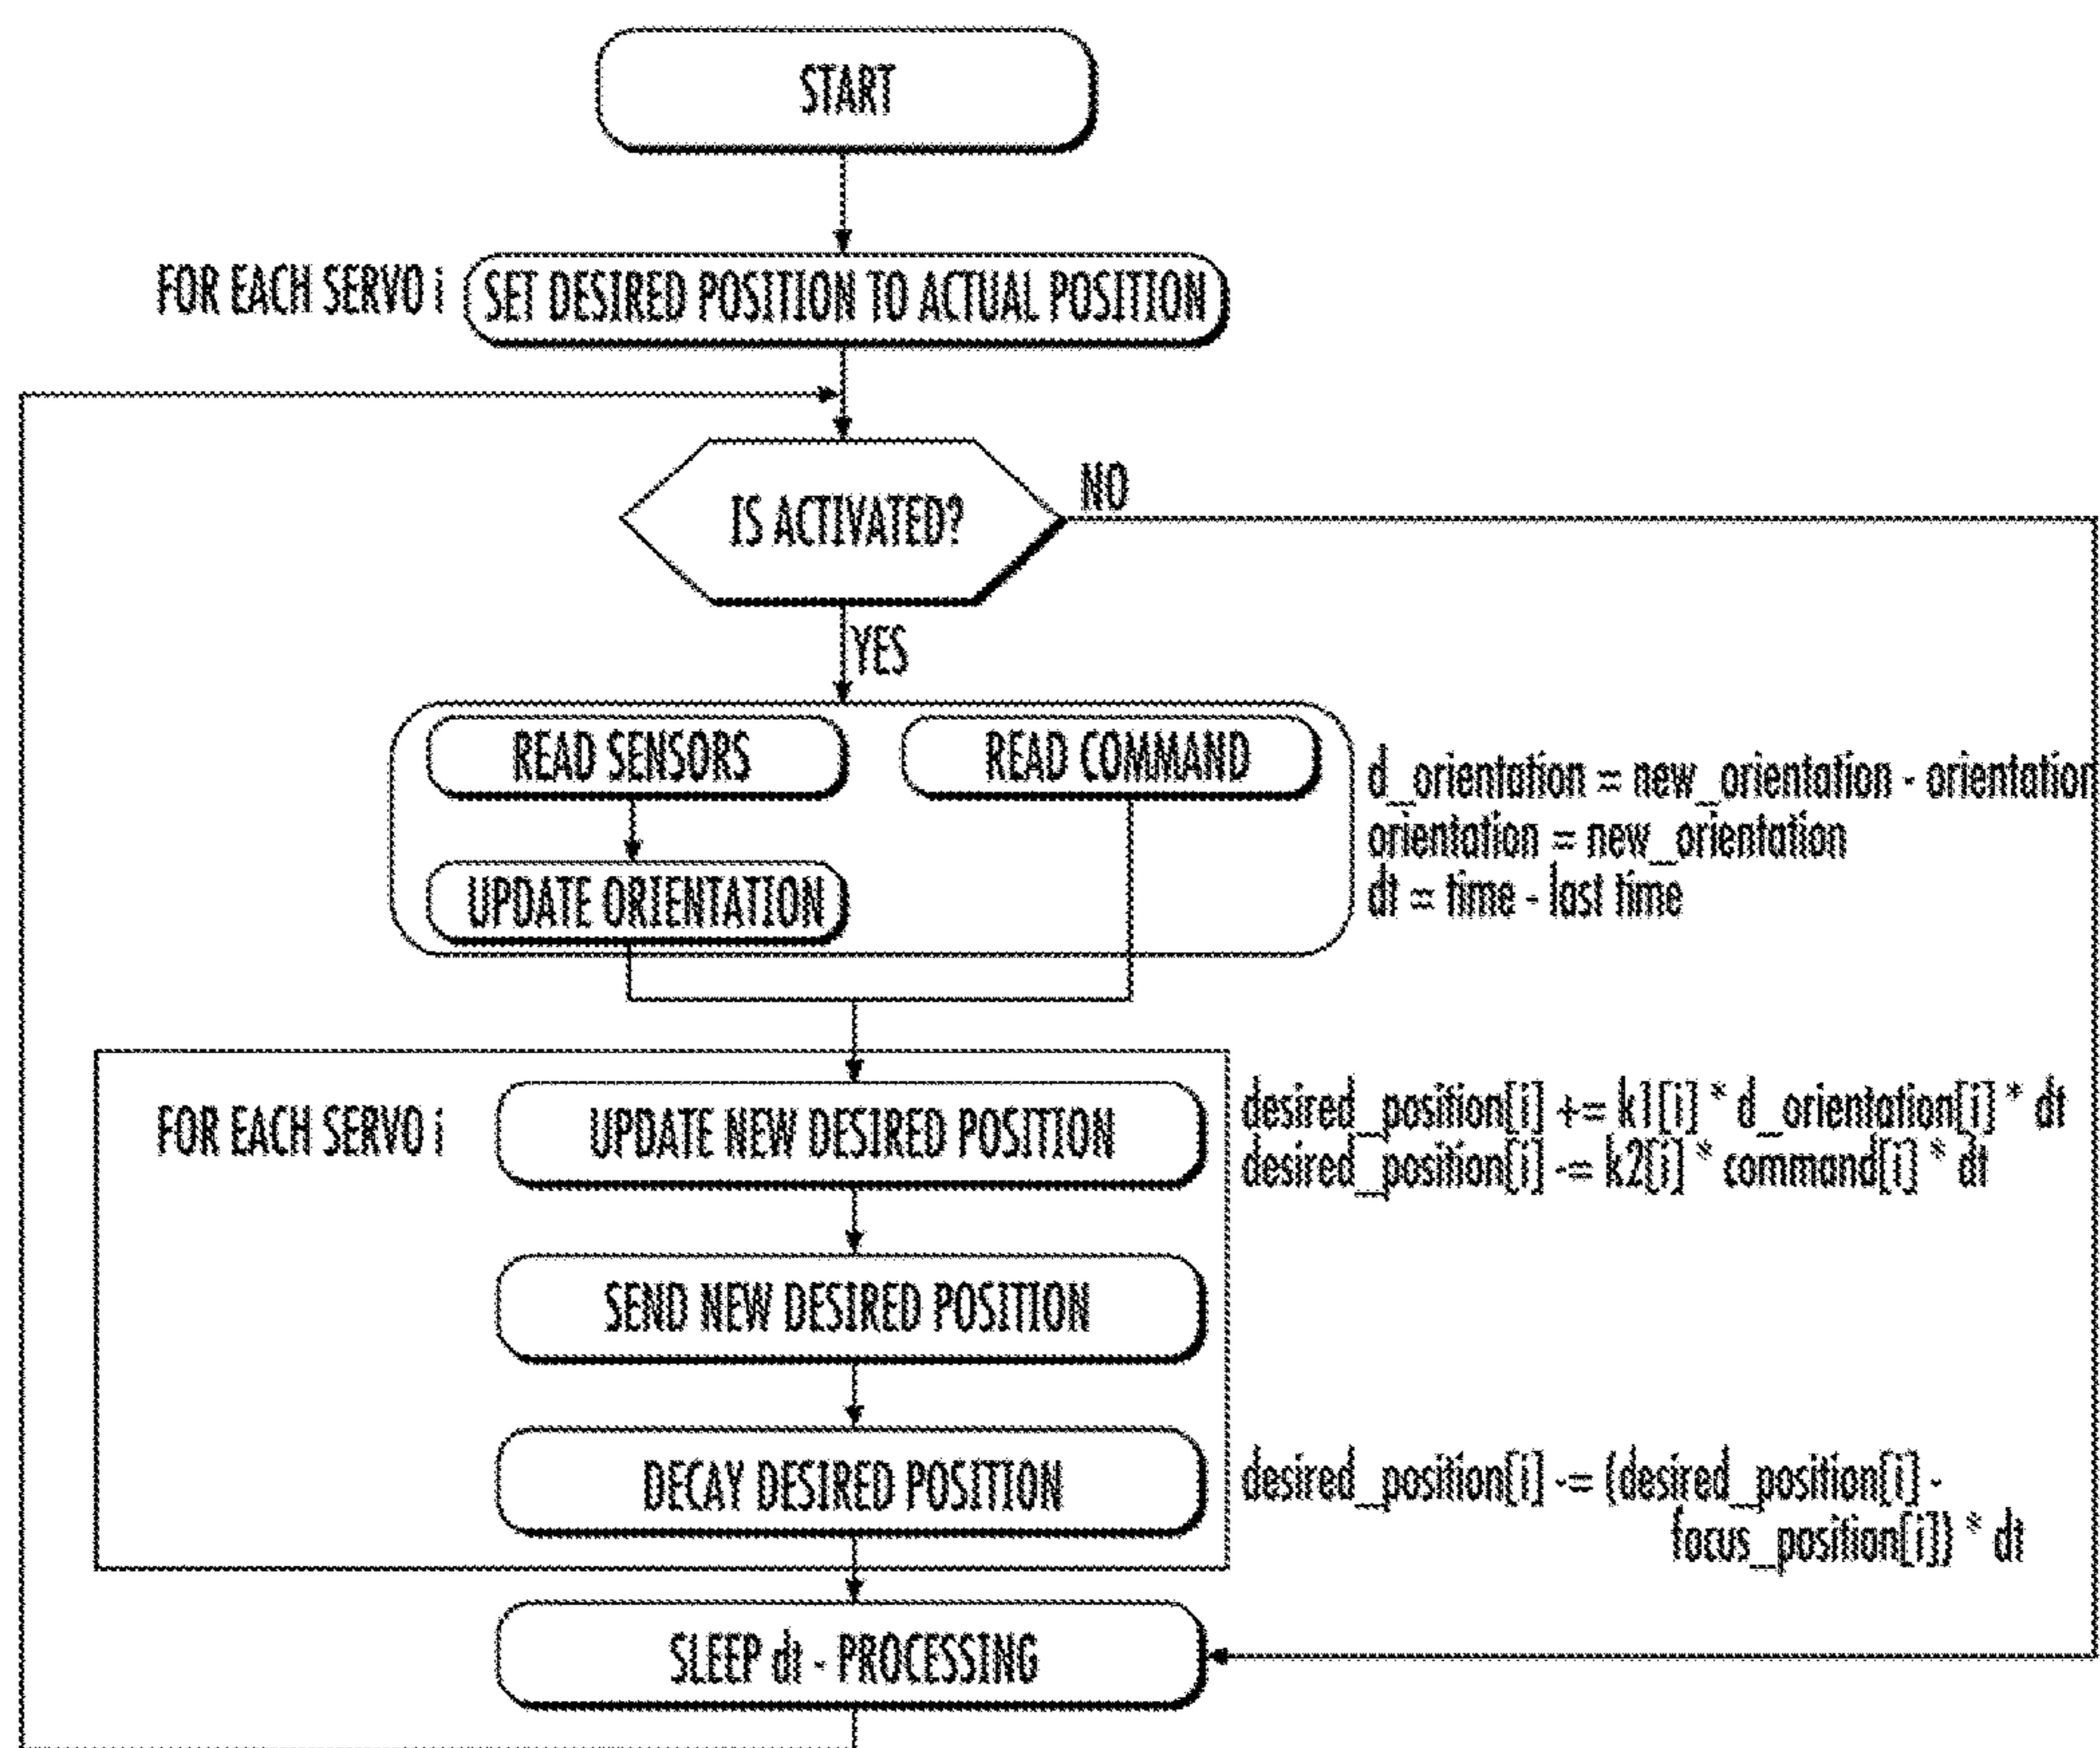 START
FOR EACH SERVO i
SET DESIRED POSITION TO ACTUAL POSITION
IS ACTIVATED?
NO
YES
READ SENSORS
READ COMMAND
UPDATE ORIENTATION
d_orientation = new_orientation - orientation
orientation = new_orientation
dt = time - last time
FOR EACH SERVO i
UPDATE NEW DESIRED POSITION
desired_position[i] += k1[i] * d_orientation[i] * dt
desired_position[i] -= k2[i] * command[i] * dt
SEND NEW DESIRED POSITION
DECAY DESIRED POSITION
desired_position[i] -= (desired_position[i] -
focus_position[i]) * dt
SLEEP dt - PROCESSING